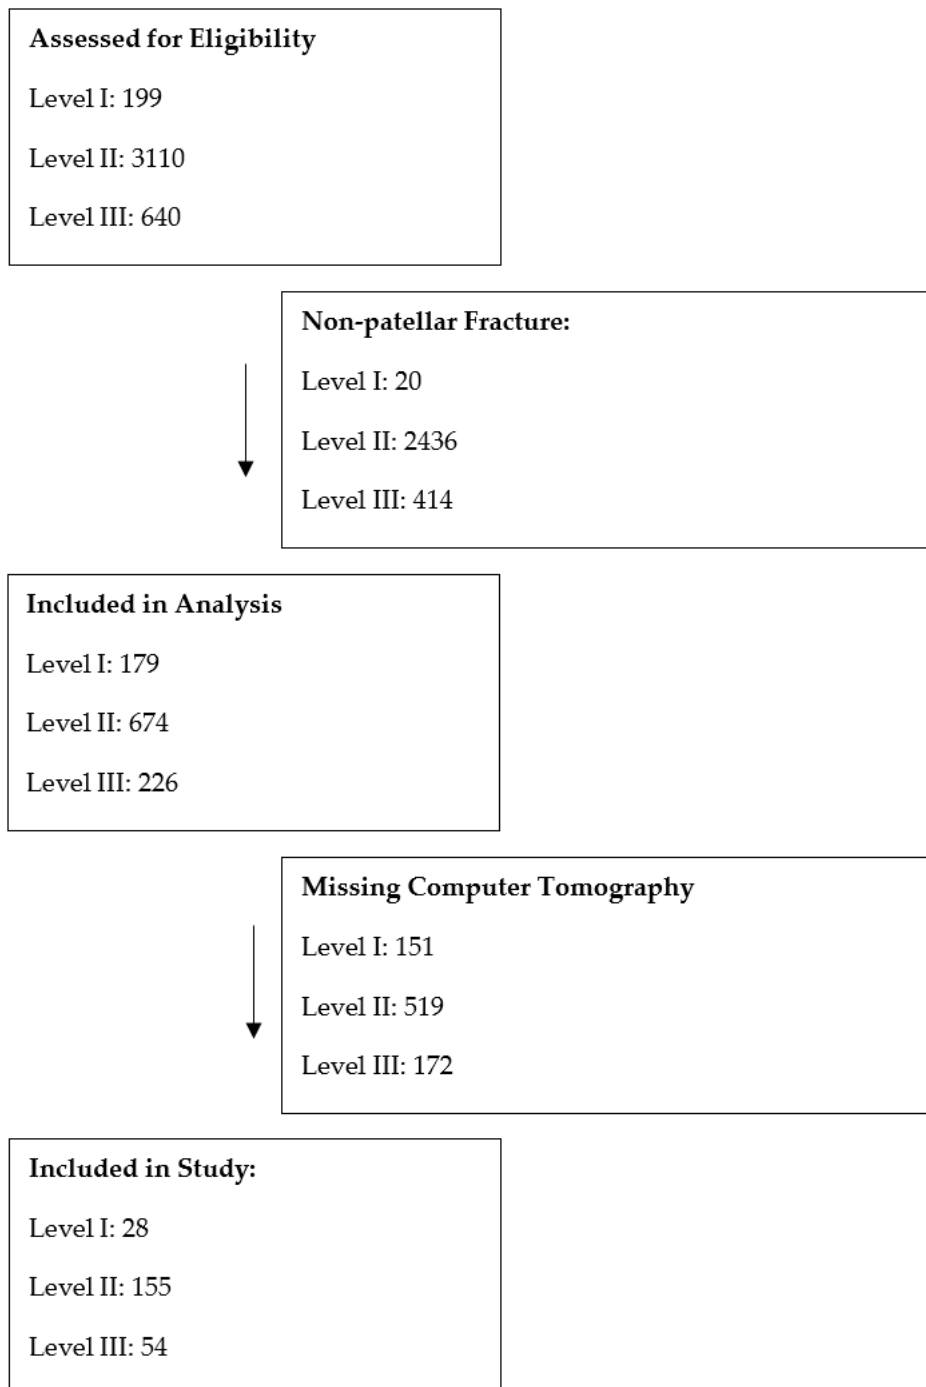 Assessed for Eligibility
Level I: 199
Level II: 3110
Level III: 640
Non-patellar Fracture:
Level I: 20
Level II: 2436
Level III: 414
Included in Analysis
Level I: 179
Level II: 674
Level III: 226
Missing Computer Tomography
Level I: 151
Level II: 519
Level III: 172
Included in Study:
Level I: 28
Level II: 155
Level III: 54